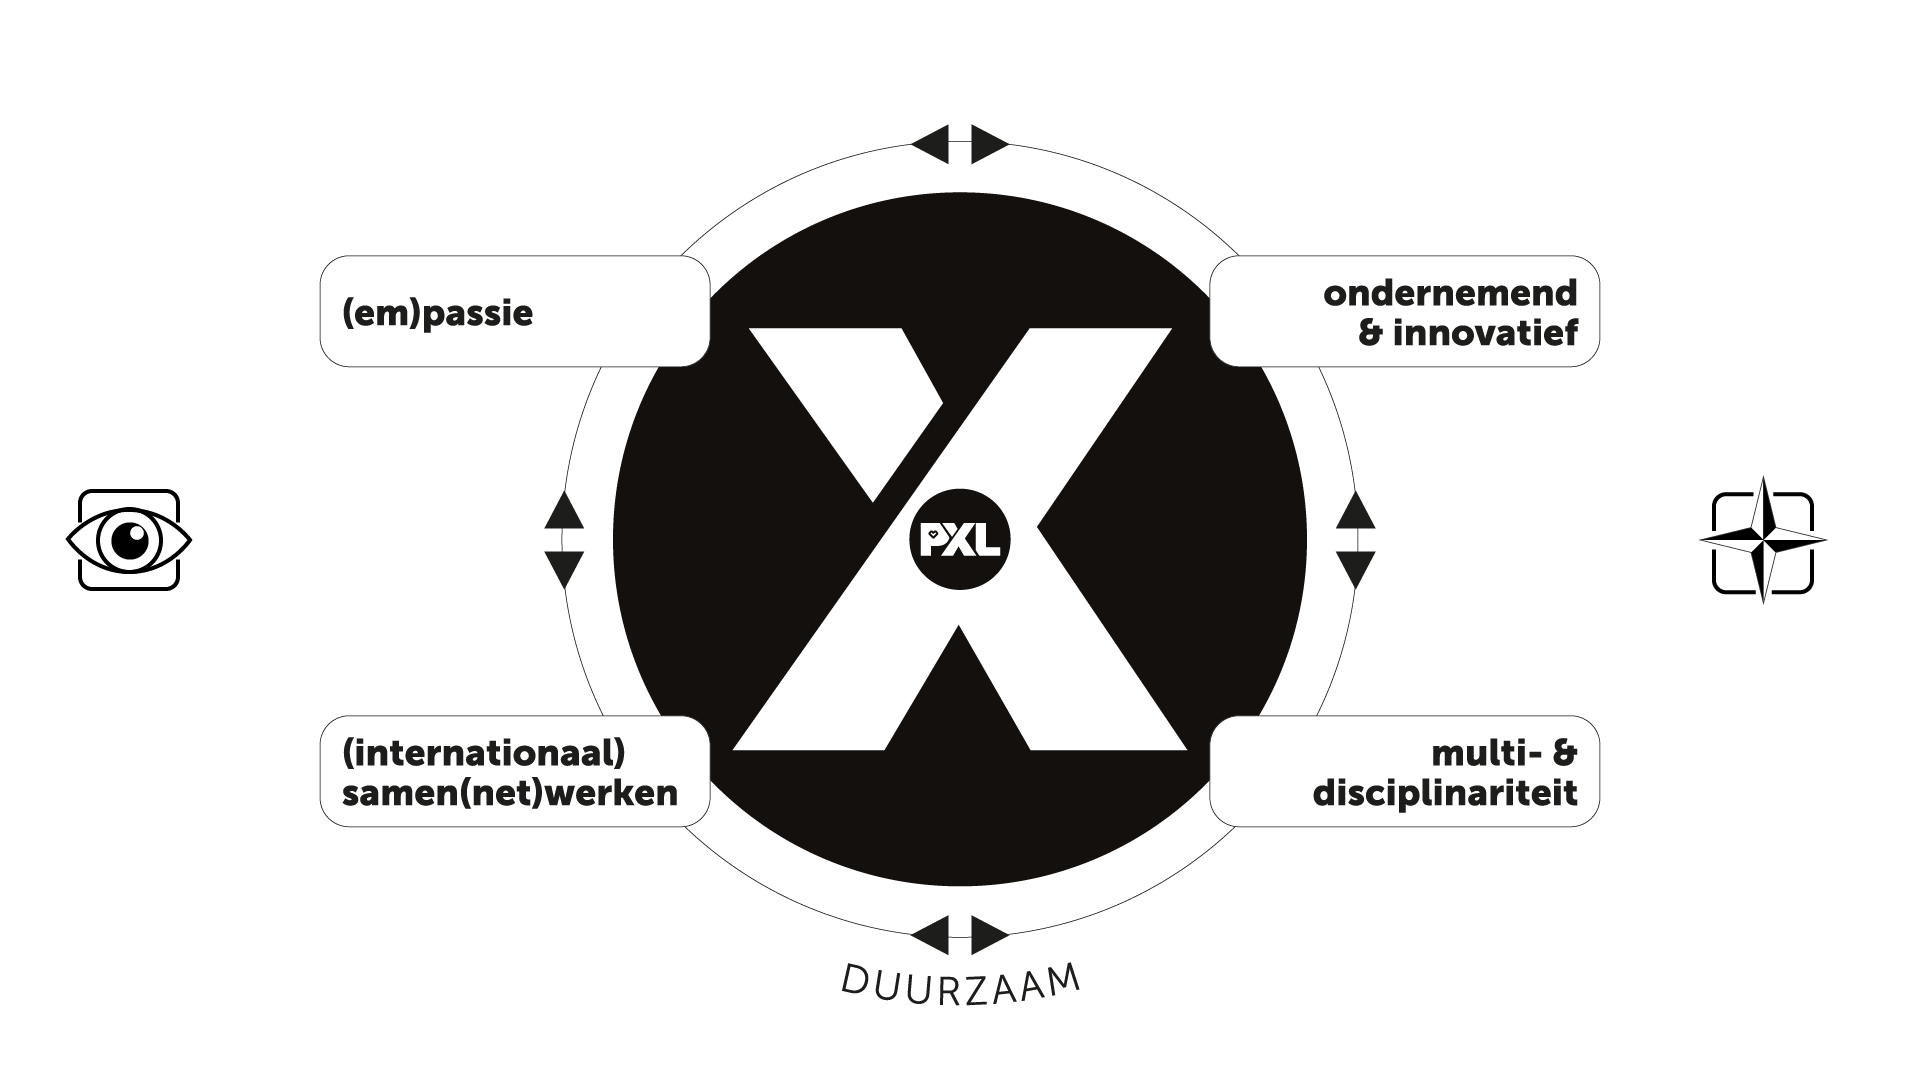 (em)passie
ondernemend
& innovatief
PXL
(internationaal)
samen(net)werken
multi- &
disciplinariteit
DUURZAAM